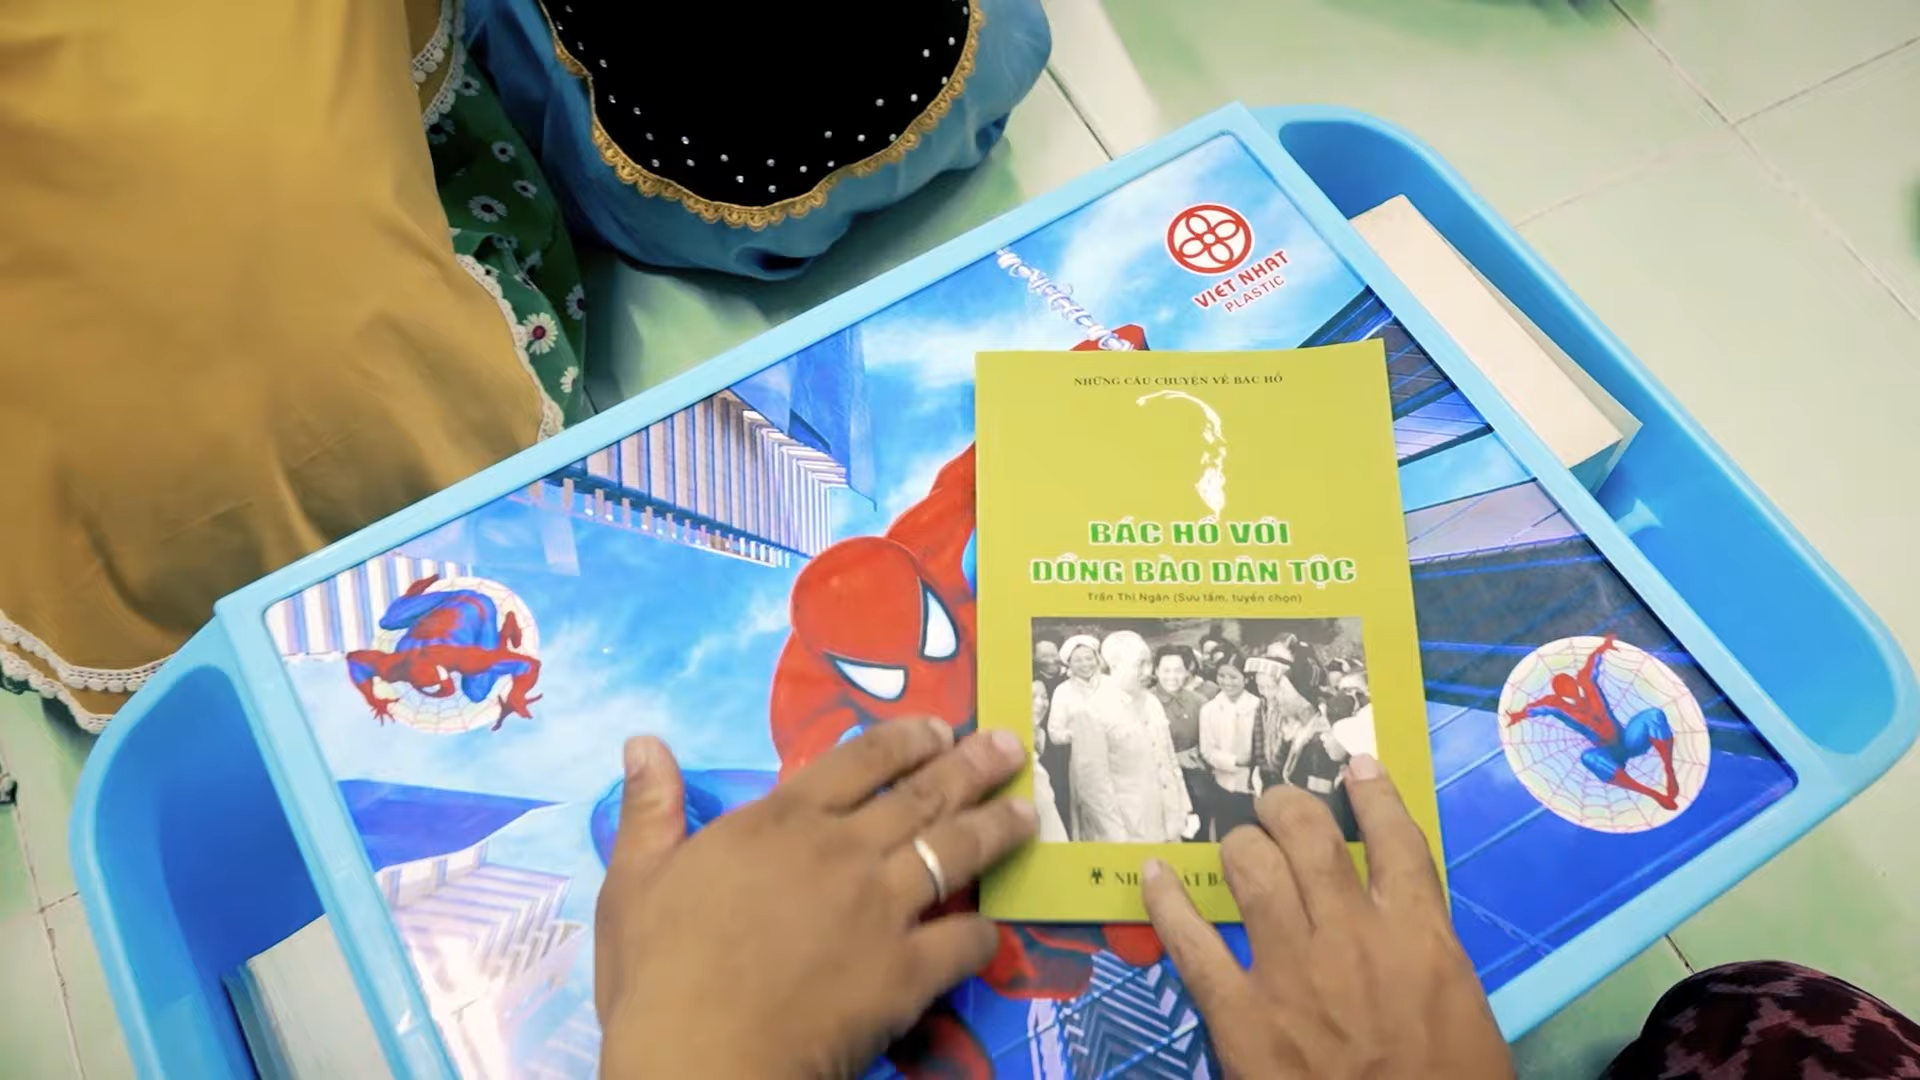 VIET NHAT
PLASTIC
NHỮNG CÂU CHUYỆN VỀ BÁC HỒ
BÁC HỒ VỚI
ĐỒNG BÀO DÂN TỘC
Trần Thị Ngân (Sưu tầm, tuyển chọn)
NHÀ